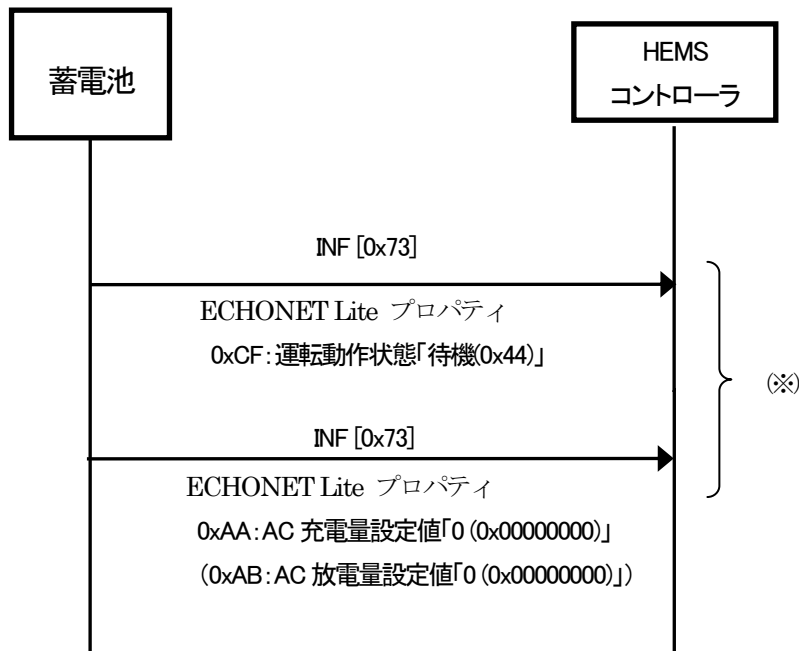 蓄電池
HEMS
コントローラ
INF [0x73]
ECHONET Lite プロパティ
0xCF:運転動作状態「待機(0x44)」
(※)
INF [0x73]
ECHONET Lite プロパティ
0xAA:AC 充電量設定値「0 (0x00000000)」
(0xAB:AC 放電量設定値「0 (0x00000000)」)